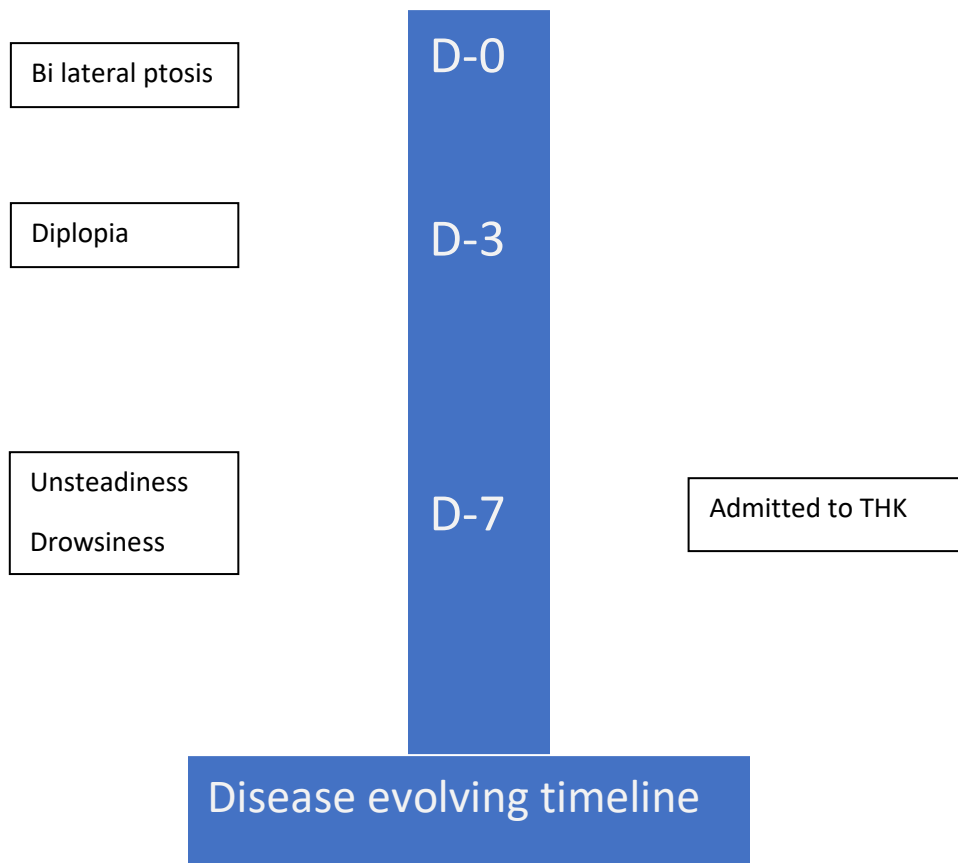 Bi lateral ptosis
D-0
Diplopia
D-3
Unsteadiness
Drowsiness
D-7
Admitted to THK
Disease evolving timeline